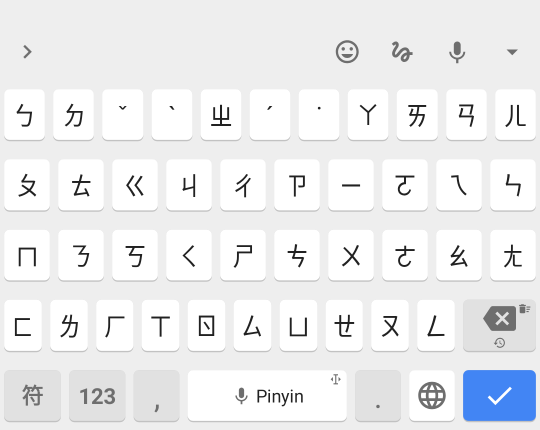 ㄅ ㄉ ˇ ˋ ㄓ ˊ ˙ ㄚ ㄞ ㄢ ㄦ
ㄆ ㄊ ㄍ ㄐ ㄔ ㄗ ㄧ ㄛ ㄟ ㄣ
ㄇ ㄋ ㄎ ㄑ ㄕ ㄘ ㄨ ㄜ ㄠ ㄤ
ㄈ ㄌ ㄏ ㄒ ㄖ ㄙ ㄩ ㄝ ㄡ ㄥ
符 123 , Pinyin .